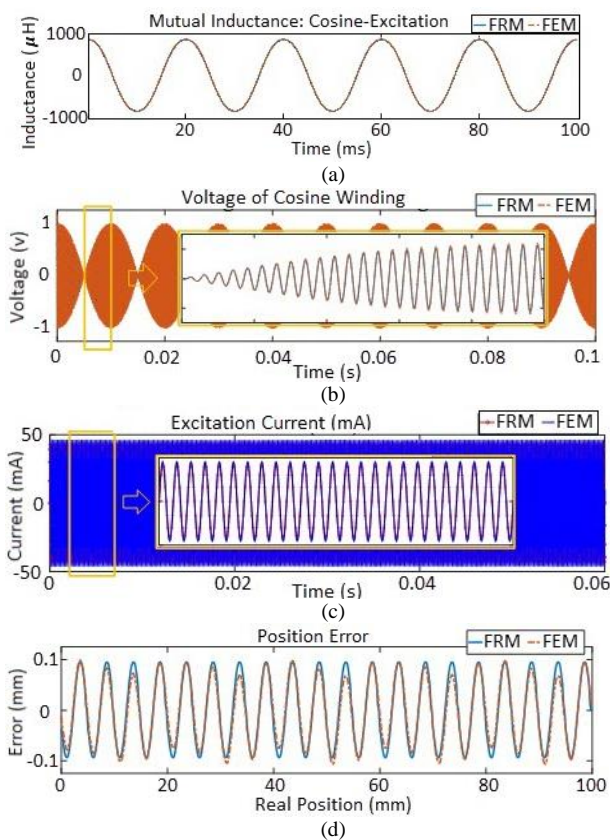 Mutual Inductance: Cosine-Excitation
FRM FEM
Inductance (μH)
1000
0
-1000
20 40 60 80 100
Time (ms)
(a)
Voltage of Cosine Winding
FRM FEM
Voltage (v)
1
0
-1
0 0.02 0.04 0.06 0.08 0.1
Time (s)
(b)
Excitation Current (mA)
FRM FEM
Current (mA)
50
0
-50
0.02 0.04 0.06
Time (s)
(c)
Position Error
FRM FEM
Error (mm)
0.1
0
-0.1
0 20 40 60 80 100
Real Position (mm)
(d)